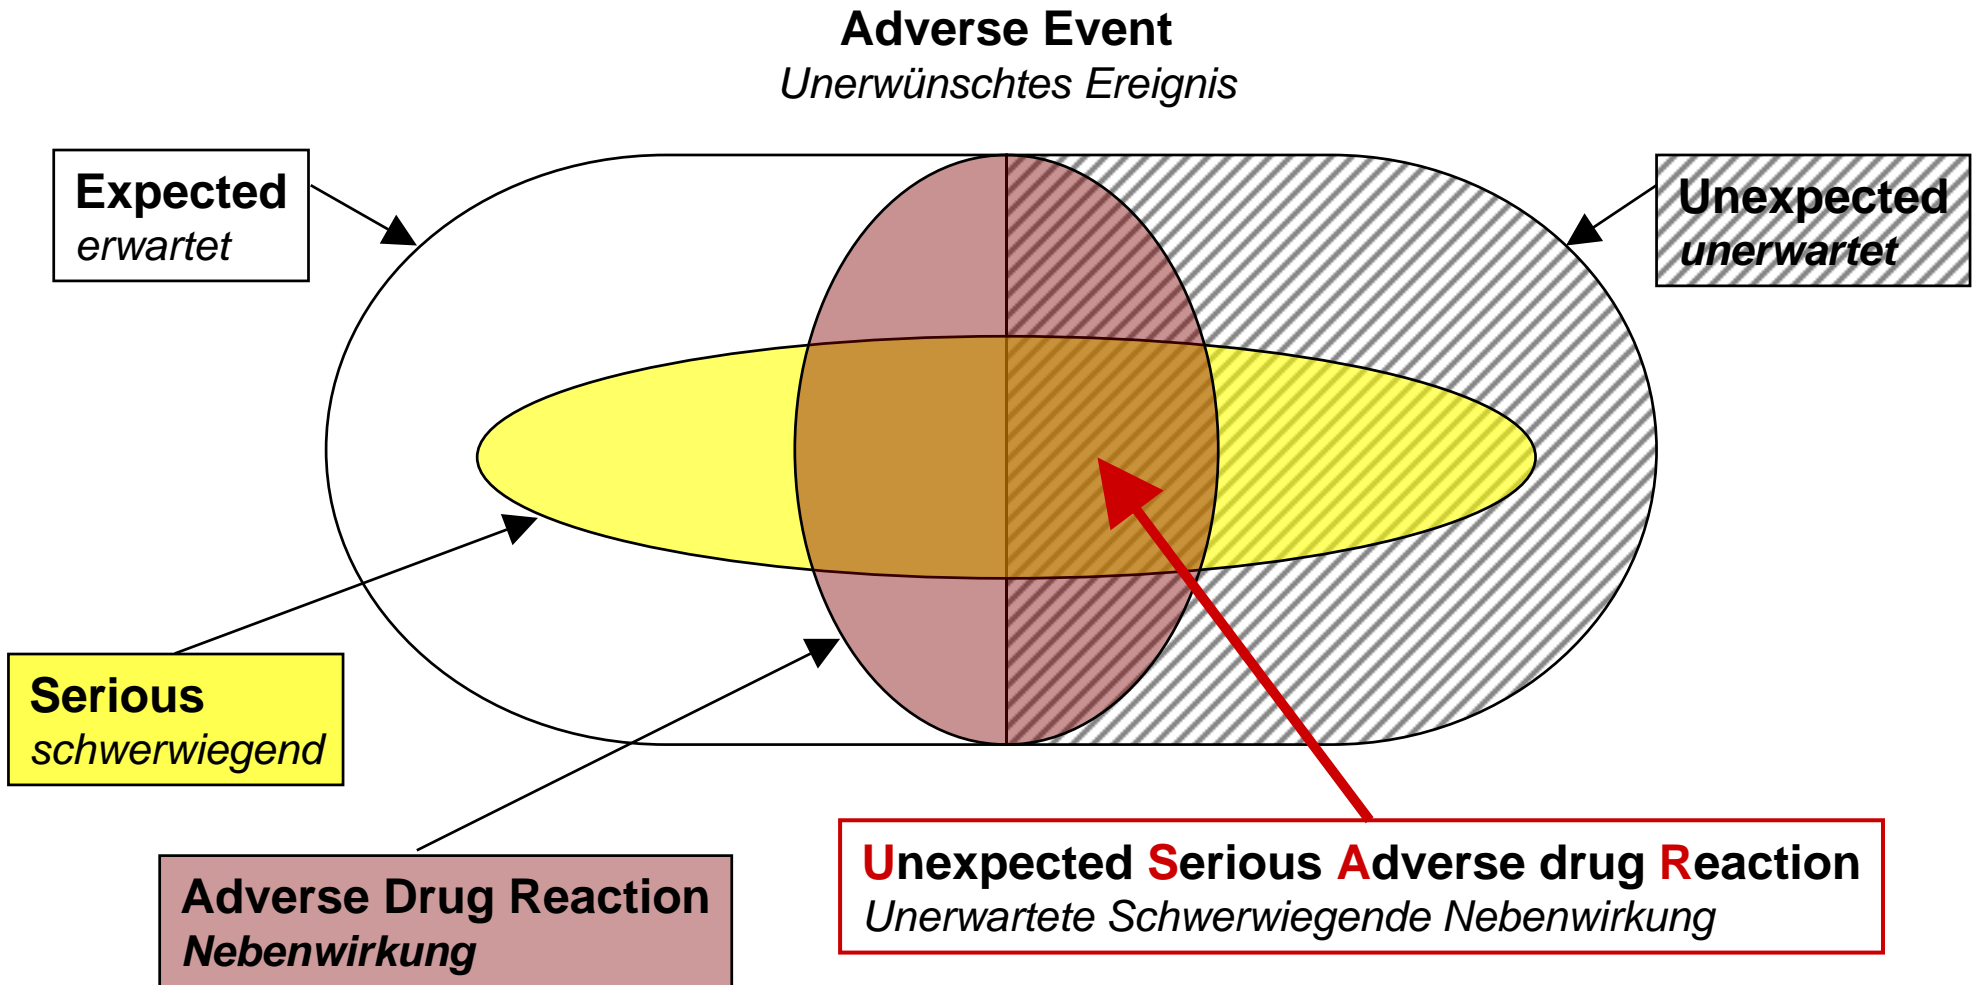 Adverse Event
Unerwünschtes Ereignis
Expected
erwartet
Unexpected
unerwartet
Serious
schwerwiegend
Adverse Drug Reaction
Nebenwirkung
Unexpected Serious Adverse drug Reaction
Unerwartete Schwerwiegende Nebenwirkung